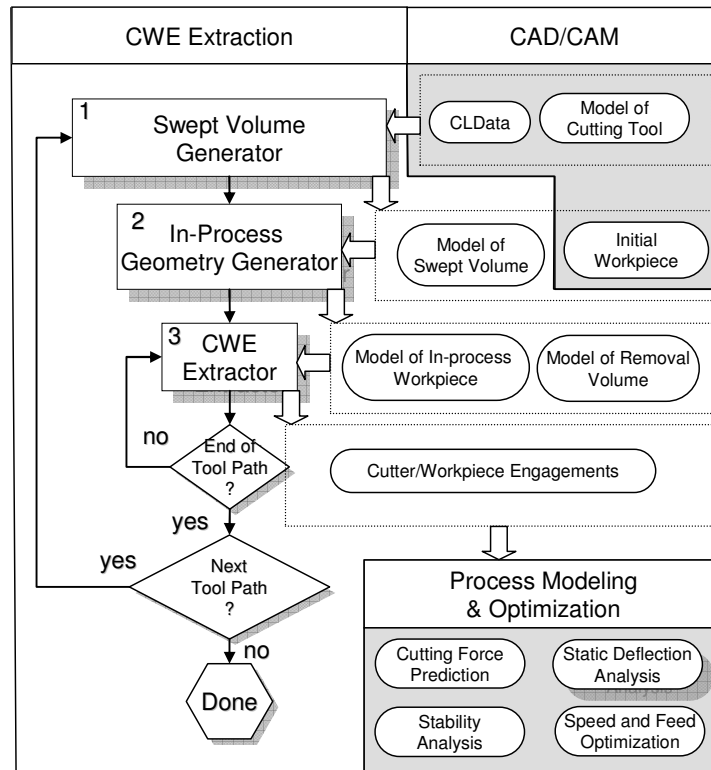 CWE Extraction
CAD/CAM
1
Swept Volume
Generator
CLData
Model of
Cutting Tool
2
In-Process
Geometry Generator
Model of
Swept Volume
Initial
Workpiece
3
CWE
Extractor
Model of In-process
Workpiece
Model of Removal
Volume
no
End of
Tool Path
?
Cutter/Workpiece Engagements
yes
yes
Next
Tool Path
?
no
Done
Process Modeling
& Optimization
Cutting Force
Prediction
Static Deflection
Analysis
Stability
Analysis
Speed and Feed
Optimization